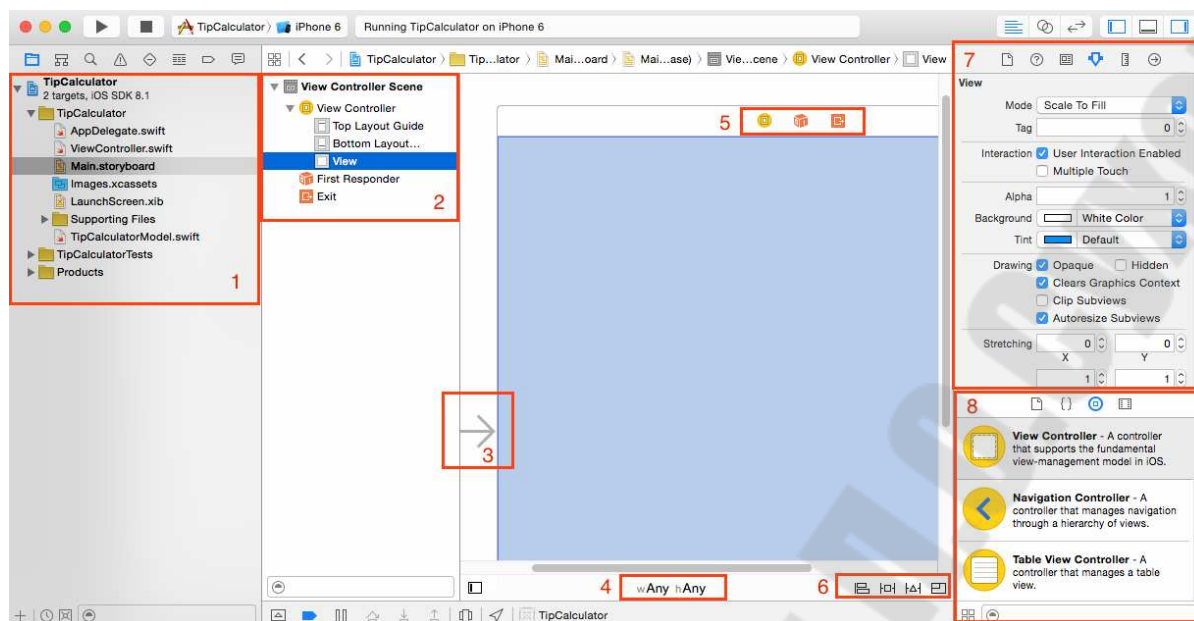 TipCalculator iPhone 6 Running TipCalculator on iPhone 6
TipCalculator Tip...lator Mai...oard Mai...ase) Vie...cene View Controller View
TipCalculator
2 targets, iOS SDK 8.1
TipCalculator
AppDelegate.swift
ViewController.swift
Main.storyboard
Images.xcassets
LaunchScreen.xib
Supporting Files
TipCalculatorModel.swift
TipCalculatorTests
Products
1
View Controller Scene
View Controller
Top Layout Guide
Bottom Layout...
View
First Responder
Exit
2
3
4
wAny hAny
5
6
TipCalculator
7
View
Mode Scale To Fill
Tag 0
Interaction User Interaction Enabled
Multiple Touch
Alpha 1
Background White Color
Tint Default
Drawing Opaque Hidden
Clears Graphics Context
Clip Subviews
Autoresize Subviews
Stretching 0 0
X Y
1 1
8
{}
View Controller - A controller
that supports the fundamental
view-management model in iOS.
Navigation Controller - A
controller that manages navigation
through a hierarchy of views.
Table View Controller - A
controller that manages a table
view.